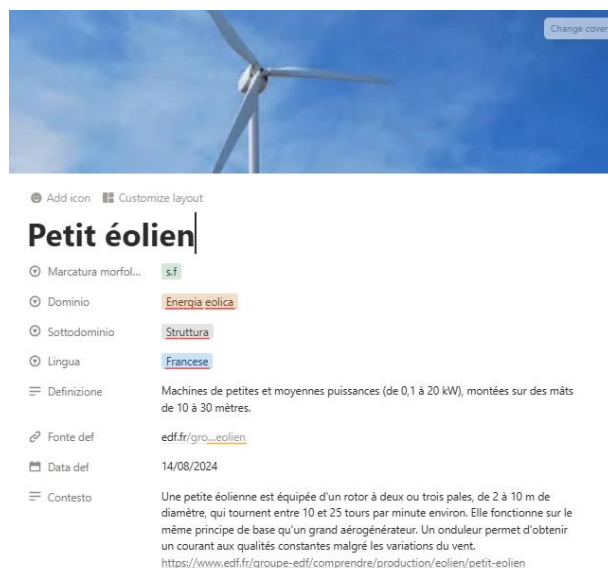 Change cover
Add icon Customize layout
Petit éolien
Marcatura morfol... s.f
Dominio Energia eolica
Sottodominio Struttura
Lingua Francese
Definizione Machines de petites et moyennes puissances (de 0,1 à 20 kW), montées sur des mâts
de 10 à 30 mètres.
Fonte def edf.fr/gro...eolien
Data def 14/08/2024
Contesto Une petite éolienne est équipée d'un rotor à deux ou trois pales, de 2 à 10 m de
diamètre, qui tournent entre 10 et 25 tours par minute environ. Elle fonctionne sur le
même principe de base qu'un grand aérogénérateur. Un onduleur permet d'obtenir
un courant aux qualités constantes malgré les variations du vent.
https://www.edf.fr/groupe-edf/comprendre/production/eolien/petit-eolien